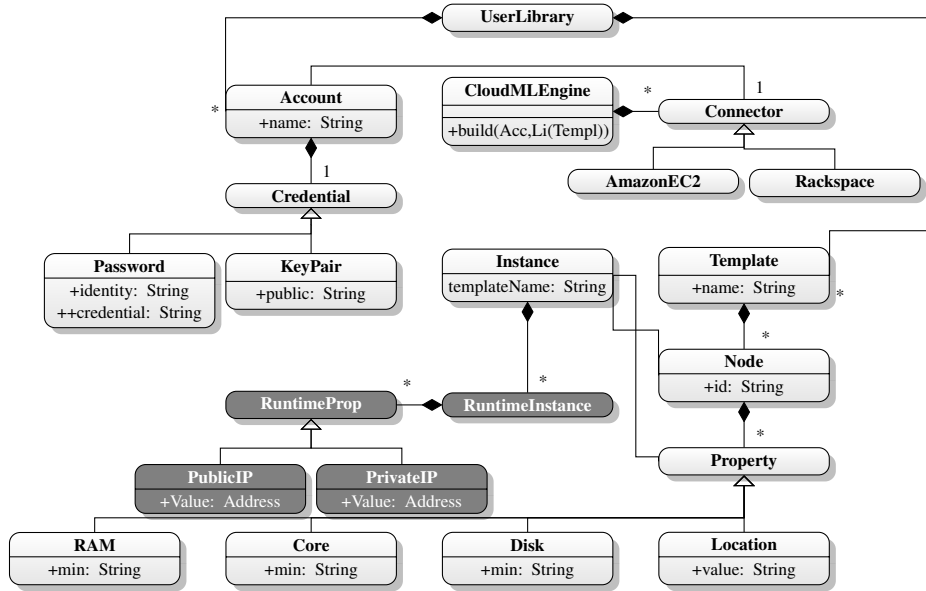 UserLibrary
Account
+name: String
*
CloudMLEngine
+build(Acc,Li(Templ))
*
1
Connector
AmazonEC2
Rackspace
1
Credential
Password
+identity: String
++credential: String
KeyPair
+public: String
Instance
templateName: String
Template
+name: String
*
*
Node
+id: String
*
RuntimeProp
*
RuntimeInstance
*
Property
PublicIP
+Value: Address
PrivateIP
+Value: Address
RAM
+min: String
Core
+min: String
Disk
+min: String
Location
+value: String